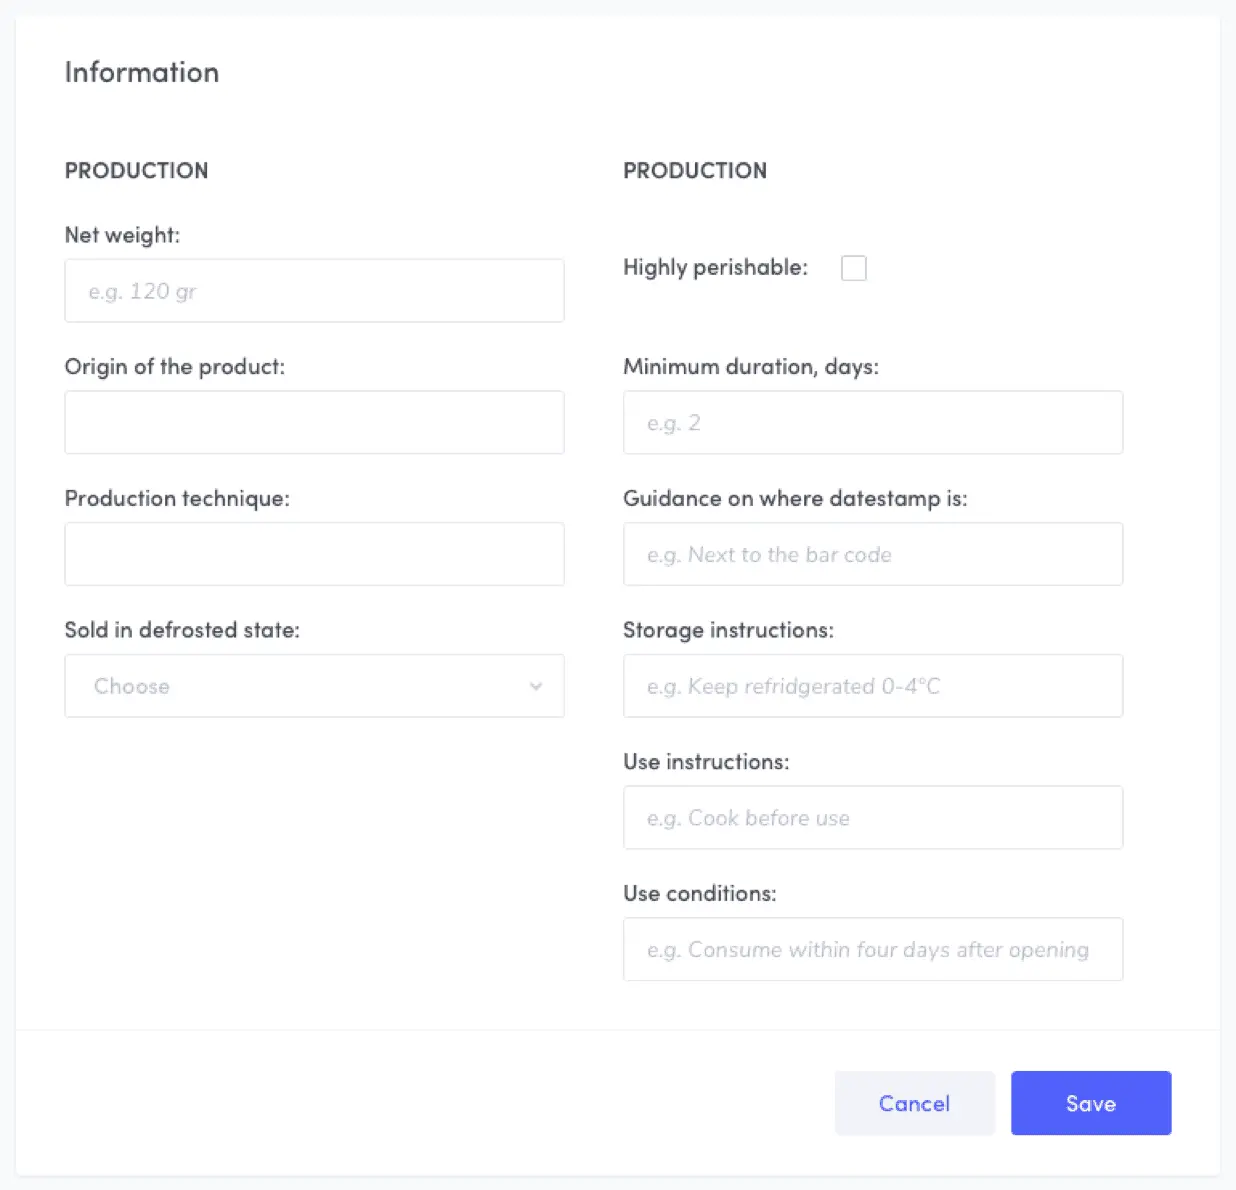 Information
PRODUCTION
Net weight:
e.g. 120 gr
Origin of the product:
Production technique:
Sold in defrosted state:
Choose
PRODUCTION
Highly perishable:
Minimum duration, days:
e.g. 2
Guidance on where datestamp is:
e.g. Next to the bar code
Storage instructions:
e.g. Keep refridgerated 0-4°C
Use instructions:
e.g. Cook before use
Use conditions:
e.g. Consume within four days after opening
Cancel
Save